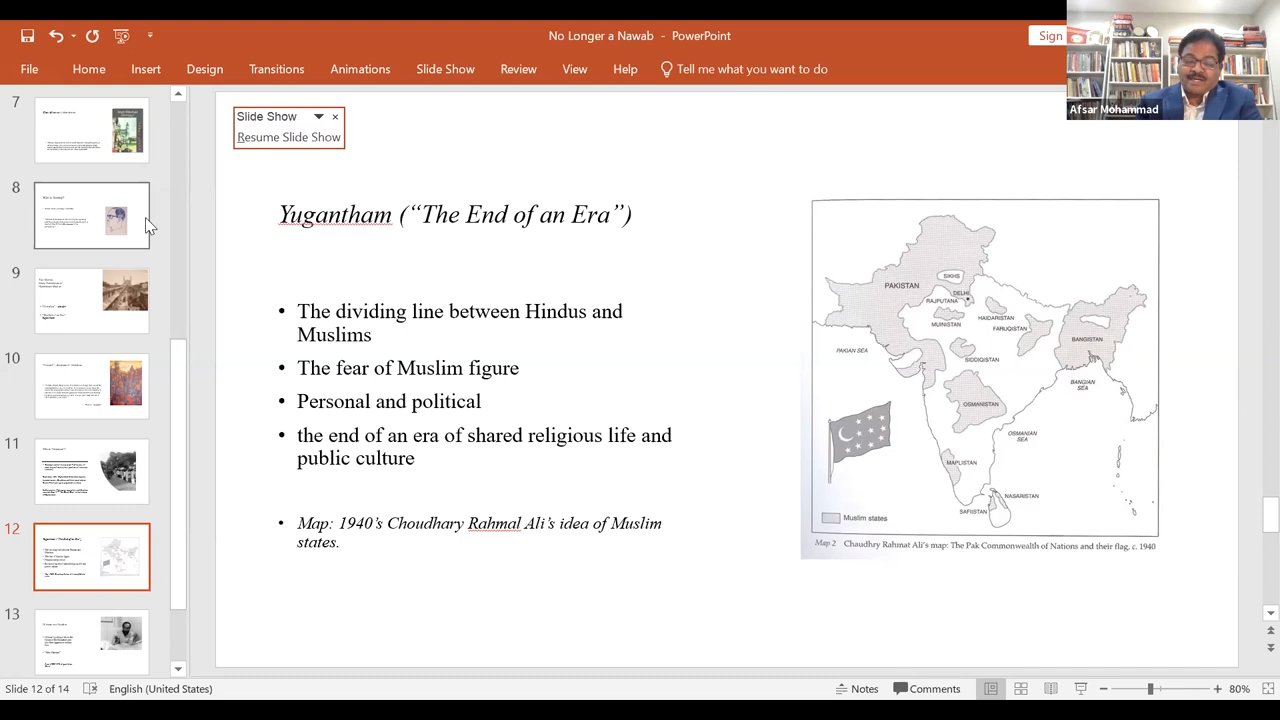 No Longer a Nawab - PowerPoint
Sign
File Home Insert Design Transitions Animations Slide Show Review View Help Tell me what you want to do
Afsar Mohammad
7
8
9
10
11
12
13
Slide Show
Resume Slide Show
Yugantham (“The End of an Era”)
• The dividing line between Hindus and
Muslims
• The fear of Muslim figure
• Personal and political
• the end of an era of shared religious life and
public culture
• Map: 1940’s Choudhary Rahmal Ali’s idea of Muslim
states.
SIKHS
PAKISTAN
DELHI
RAJPUTANA
HAIDARISTAN
MUINISTAN
FARUQISTAN
BANGISTAN
PAKIAN SEA
SIDDIQISTAN
BANGIAN
SEA
OSMANISTAN
OSMANIAN
SEA
MAPLISTAN
NASARISTAN
SAFIISTAN
Muslim states
Map 2 Chaudhry Rahmat Ali’s map: The Pak Commonwealth of Nations and their flag, c. 1940
Slide 12 of 14 English (United States) Notes Comments 80%